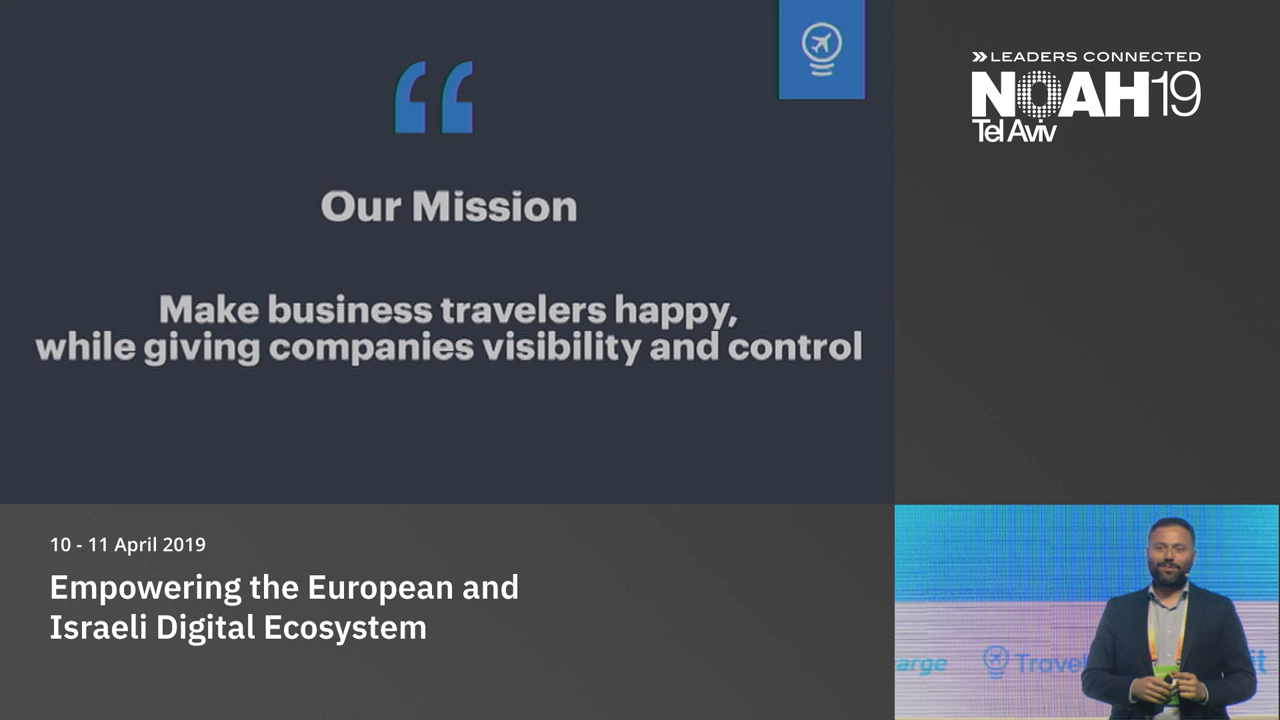 “
Our Mission
Make business travelers happy,
while giving companies visibility and control
LEADERS CONNECTED
NOAH19
Tel Aviv
10 - 11 April 2019
Empowering the European and
Israeli Digital Ecosystem